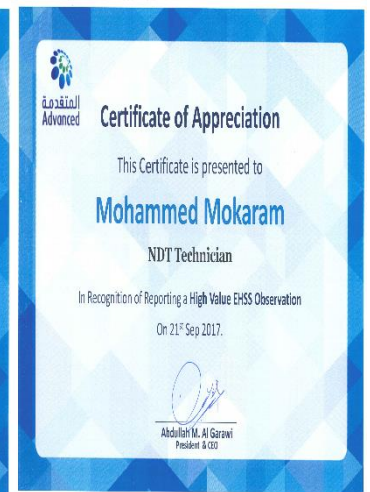 المتقدمة
Advanced
Certificate of Appreciation
This Certificate is presented to
Mohammed Mokaram
NDT Technician
In Recognition of Reporting a High Value EHSS Observation
On 21st Sep 2017.
Abdullah M. Al Garawi
President & CEO